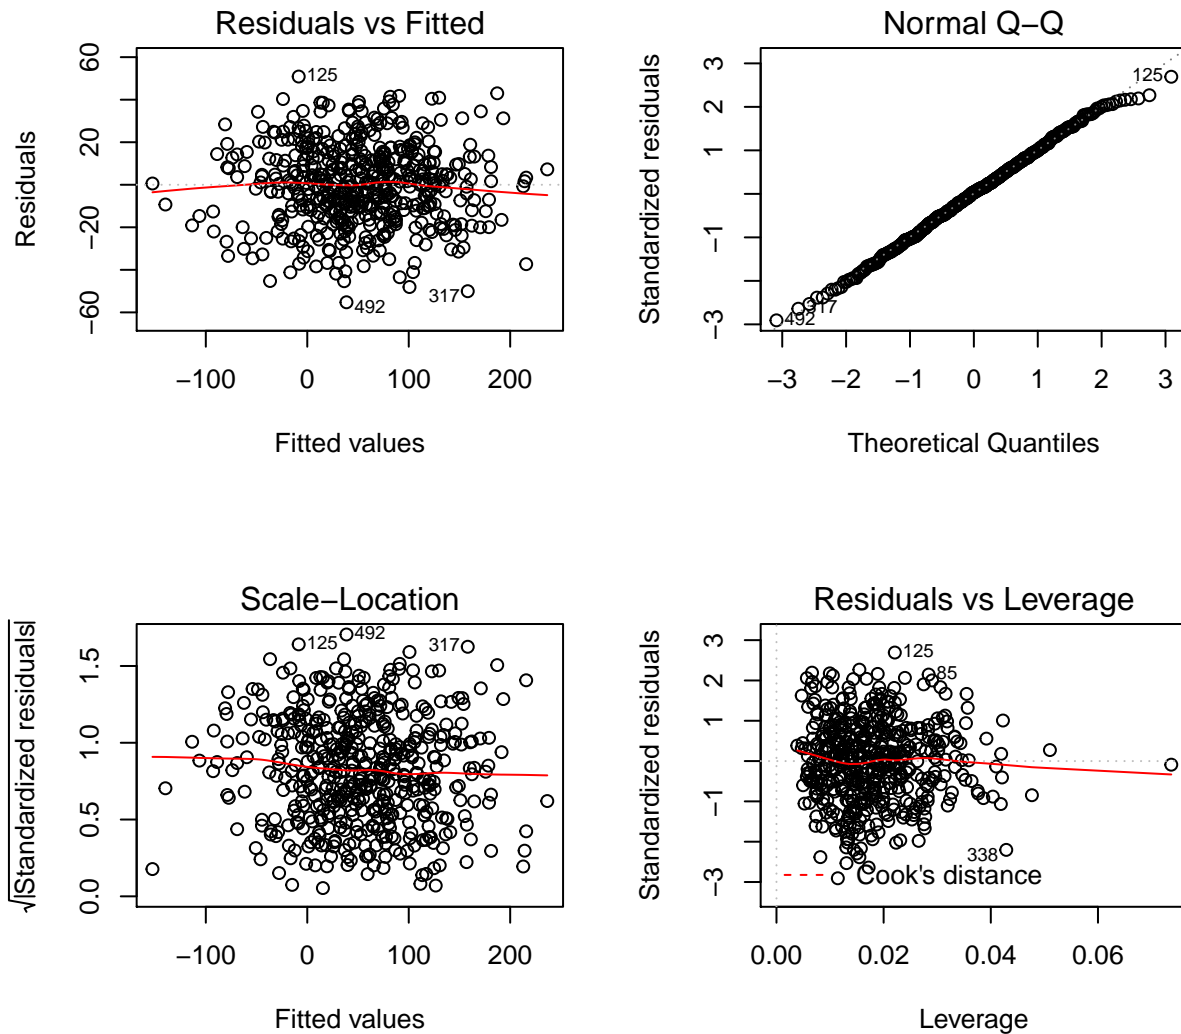 Residuals vs Fitted
Residuals
60
20
−20
−60
125
492
317
−100 0 100 200
Fitted values
Normal Q−Q
Standardized residuals
3
2
1
−1
−3
125
492
317
−3 −2 −1 0 1 2 3
Theoretical Quantiles
Scale−Location
√|Standardized residuals|
1.5
1.0
0.5
0.0
125
492
317
−100 0 100 200
Fitted values
Residuals vs Leverage
Standardized residuals
3
2
1
−1
−3
125
85
338
Cook's distance
0.00 0.02 0.04 0.06
Leverage